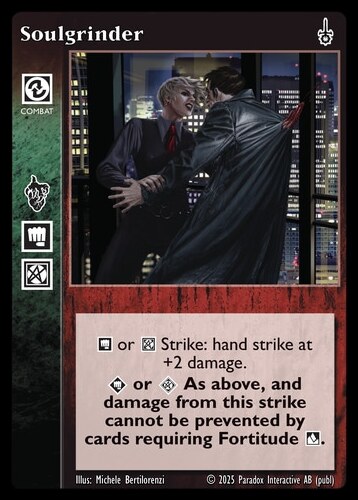 Soulgrinder
COMBAT
or Strike: hand strike at
+2 damage.
or As above, and
damage from this strike
cannot be prevented by
cards requiring Fortitude .
Illus: Michele Bertilorenzi © 2025 Paradox Interactive AB (publ)